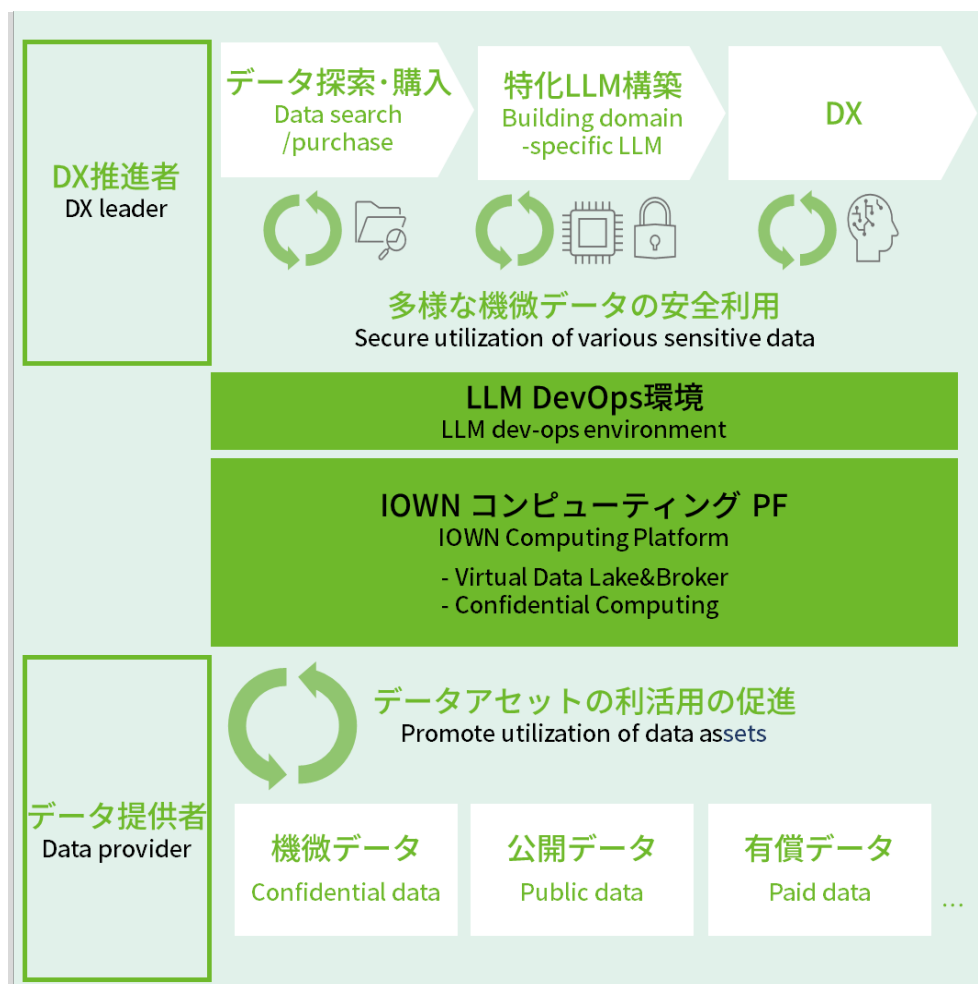 DX推進者
DX leader
データ探索･購入
Data search
/purchase
特化LLM構築
Building domain
-specific LLM
DX
多様な機微データの安全利用
Secure utilization of various sensitive data
LLM DevOps環境
LLM dev-ops environment
IOWN コンピューティング PF
IOWN Computing Platform
- Virtual Data Lake&Broker
- Confidential Computing
データ提供者
Data provider
データアセットの利活用の促進
Promote utilization of data assets
機微データ
Confidential data
公開データ
Public data
有償データ
Paid data
…